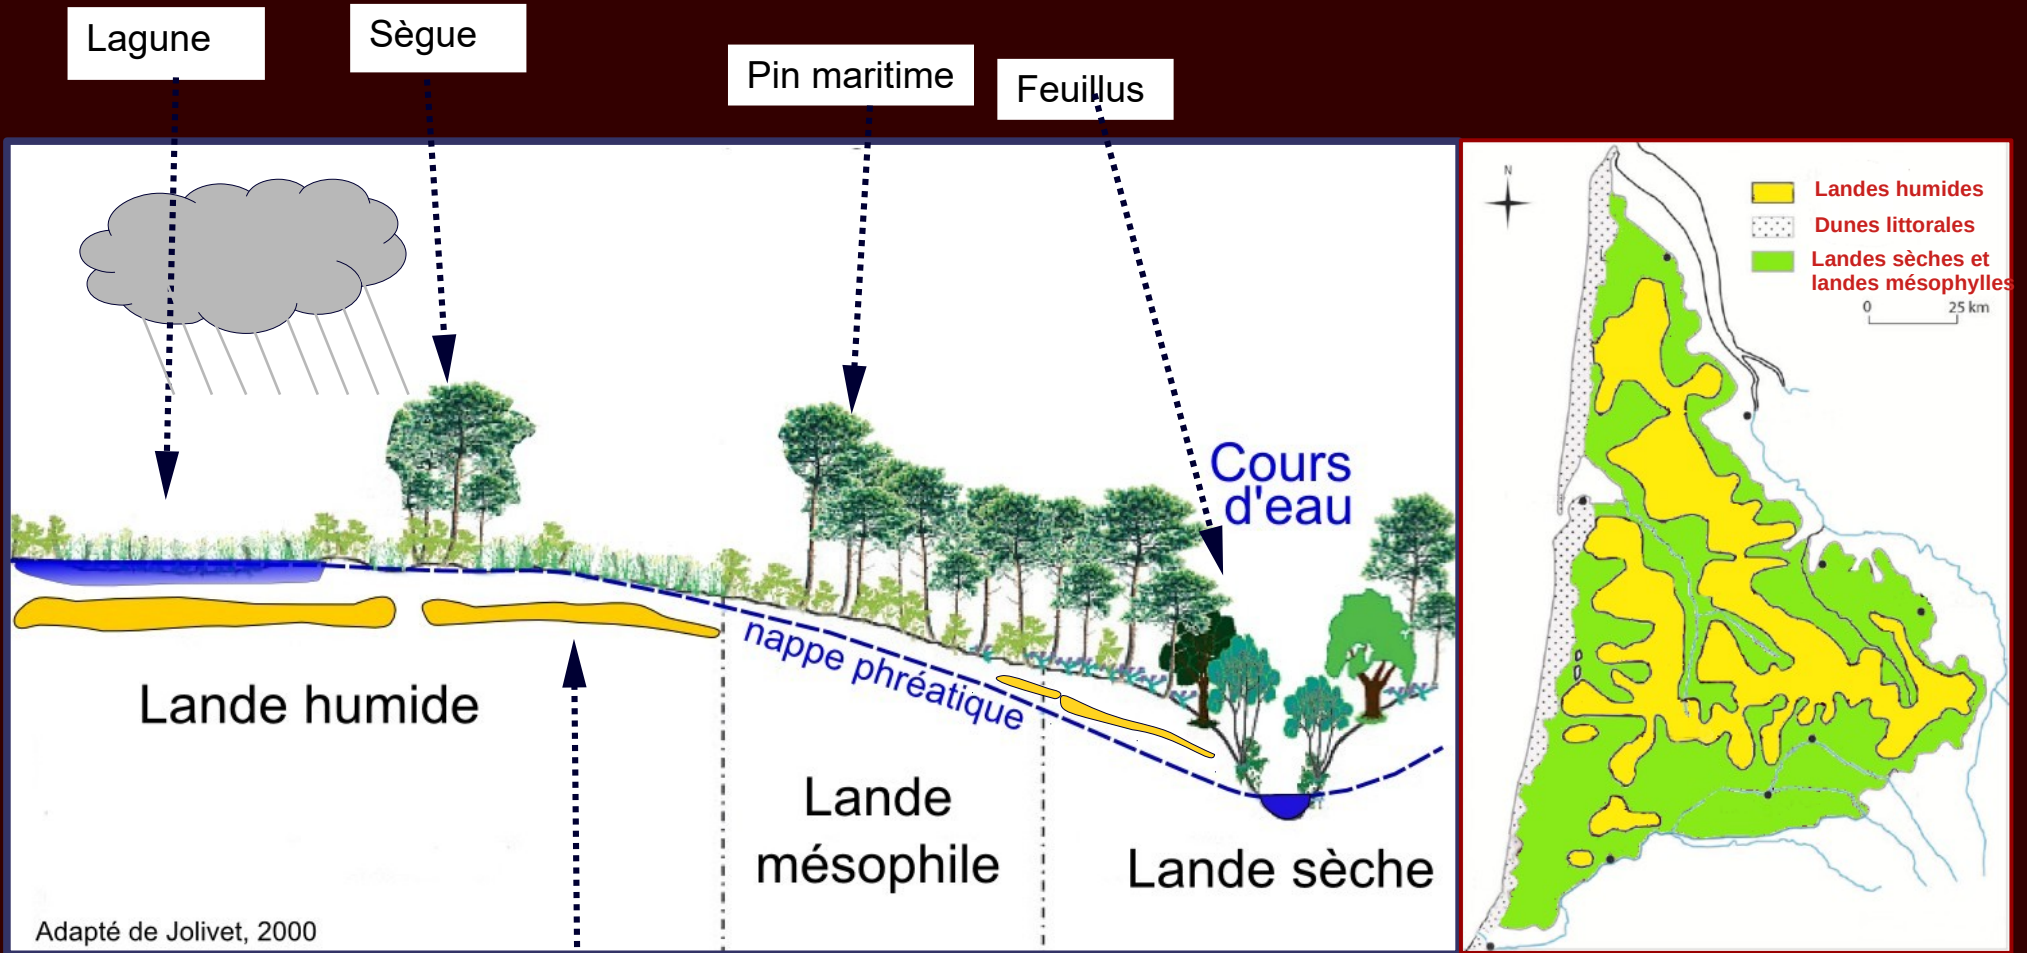 Lagune
Sègue
Pin maritime
Feuillus
Cours
d'eau
nappe phréatique
Lande humide
Lande
mésophile
Lande sèche
Adapté de Jolivet, 2000
N
Landes humides
Dunes littorales
Landes sèches et
landes mésophylles
0 25 km